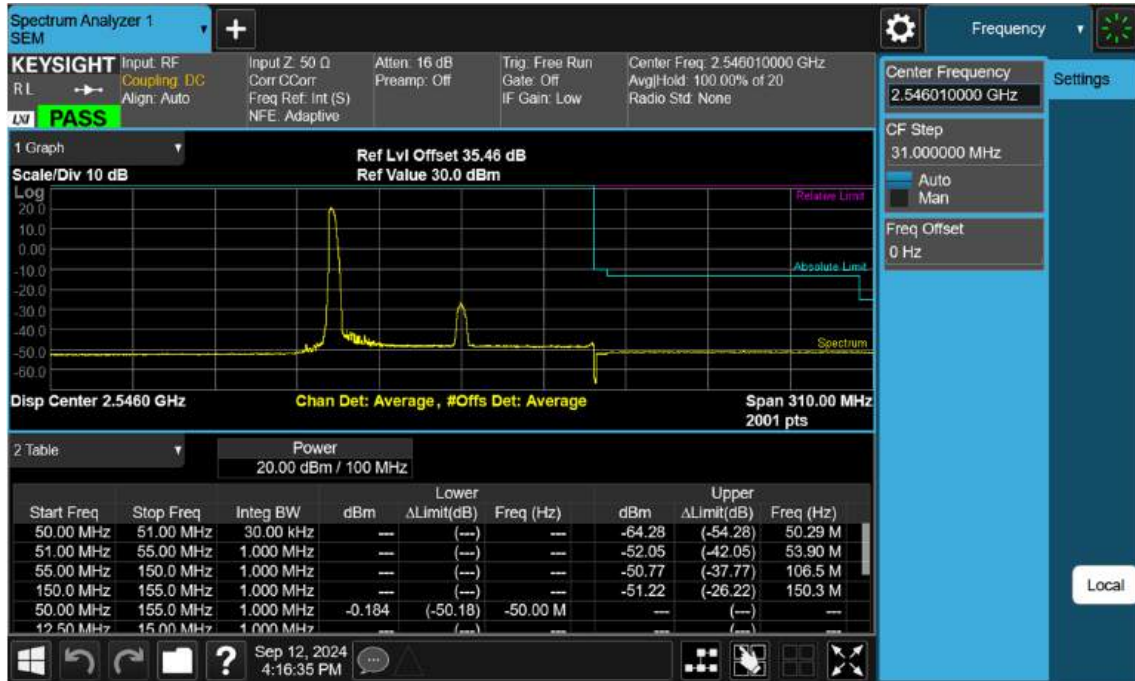 Spectrum Analyzer 1
SEM
+
Frequency
KEYSIGHT
RL
LXI
PASS
Input: RF
Coupling: DC
Align: Auto
Input Z: 50 Ω
Corr CCorr
Freq Ref: Int (S)
NFE: Adaptive
Atten: 16 dB
Preamp: Off
Trig: Free Run
Gate: Off
IF Gain: Low
Center Freq: 2.546010000 GHz
Avg|Hold: 100.00% of 20
Radio Std: None
Center Frequency
2.546010000 GHz
Settings
CF Step
31.000000 MHz
Auto
Man
Freq Offset
0 Hz
1 Graph
Scale/Div 10 dB
Ref Lvl Offset 35.46 dB
Ref Value 30.0 dBm
Log
20.0
10.0
0.00
-10.0
-20.0
-30.0
-40.0
-50.0
-60.0
Relative Limit
Absolute Limit
Spectrum
Disp Center 2.5460 GHz
Chan Det: Average, #Offs Det: Average
Span 310.00 MHz
2001 pts
2 Table
Power
20.00 dBm / 100 MHz
Lower Upper
Start Freq Stop Freq Integ BW dBm ΔLimit(dB) Freq (Hz) dBm ΔLimit(dB) Freq (Hz)
50.00 MHz 51.00 MHz 30.00 kHz --- (---) --- -64.28 (-54.28) 50.29 M
51.00 MHz 55.00 MHz 1.000 MHz --- (---) --- -52.05 (-42.05) 53.90 M
55.00 MHz 150.0 MHz 1.000 MHz --- (---) --- -50.77 (-37.77) 106.5 M
150.0 MHz 155.0 MHz 1.000 MHz --- (---) --- -51.22 (-26.22) 150.3 M
50.00 MHz 155.0 MHz 1.000 MHz -0.184 (-50.18) -50.00 M --- (---) ---
12.50 MHz 15.00 MHz 1.000 MHz --- (---) --- --- (---) ---
Local
?
Sep 12, 2024
4:16:35 PM